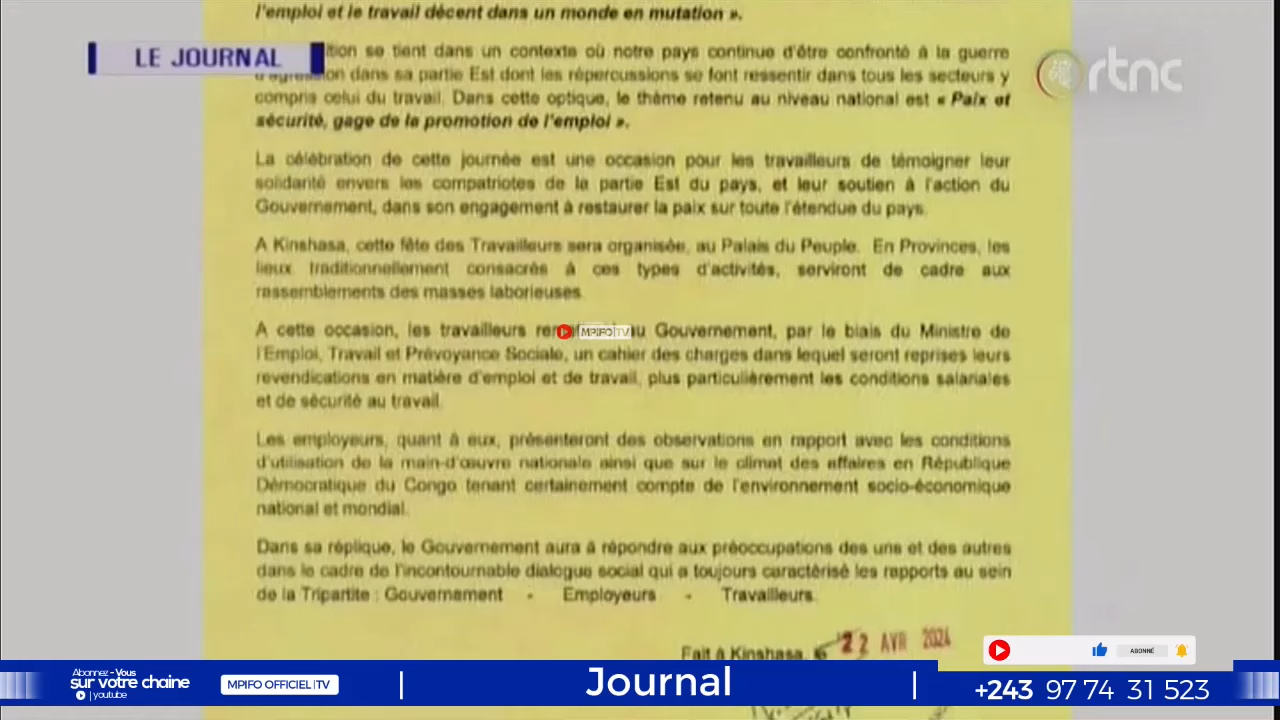 l'emploi et le travail décent dans un monde en mutation ».
LE JOURNAL
se tient dans un contexte où notre pays continue d'être confronté à la guerre
dans sa partie Est dont les répercussions se font ressentir dans tous les secteurs y
compris celui du travail. Dans cette optique, le thème retenu au niveau national est « Paix et
sécurité, gage de la promotion de l'emploi ».
rtnc
La célébration de cette journée est une occasion pour les travailleurs de témoigner leur
solidarité envers les compatriotes de la partie Est du pays, et leur soutien à l'action du
Gouvernement, dans son engagement à restaurer la paix sur toute l'étendue du pays.
A Kinshasa, cette fête des Travailleurs sera organisée, au Palais du Peuple. En Provinces, les
lieux traditionnellement consacrés à ces types d'activités, serviront de cadre aux
rassemblements des masses laborieuses.
A cette occasion, les travailleurs au Gouvernement, par le biais du Ministre de
MPIFO TV
l'Emploi, Travail et Prévoyance Sociale, un cahier des charges dans lequel seront reprises leurs
revendications en matière d'emploi et de travail, plus particulièrement les conditions salariales
et de sécurité au travail.
Les employeurs, quant à eux, présenteront des observations en rapport avec les conditions
d'utilisation de la main-d'œuvre nationale ainsi que sur le climat des affaires en République
Démocratique du Congo tenant certainement compte de l'environnement socio-économique
national et mondial.
Dans sa réplique, le Gouvernement aura à répondre aux préoccupations des uns et des autres
dans le cadre de l'incontournable dialogue social qui a toujours caractérisé les rapports au sein
de la Tripartite : Gouvernement - Employeurs - Travailleurs.
Fait à Kinshasa, 22 AVR 2024
ABONNÉ
Abonnez-Vous
sur votre chaine
youtube
MPIFO OFFICIEL TV
Journal
+243 97 74 31 523